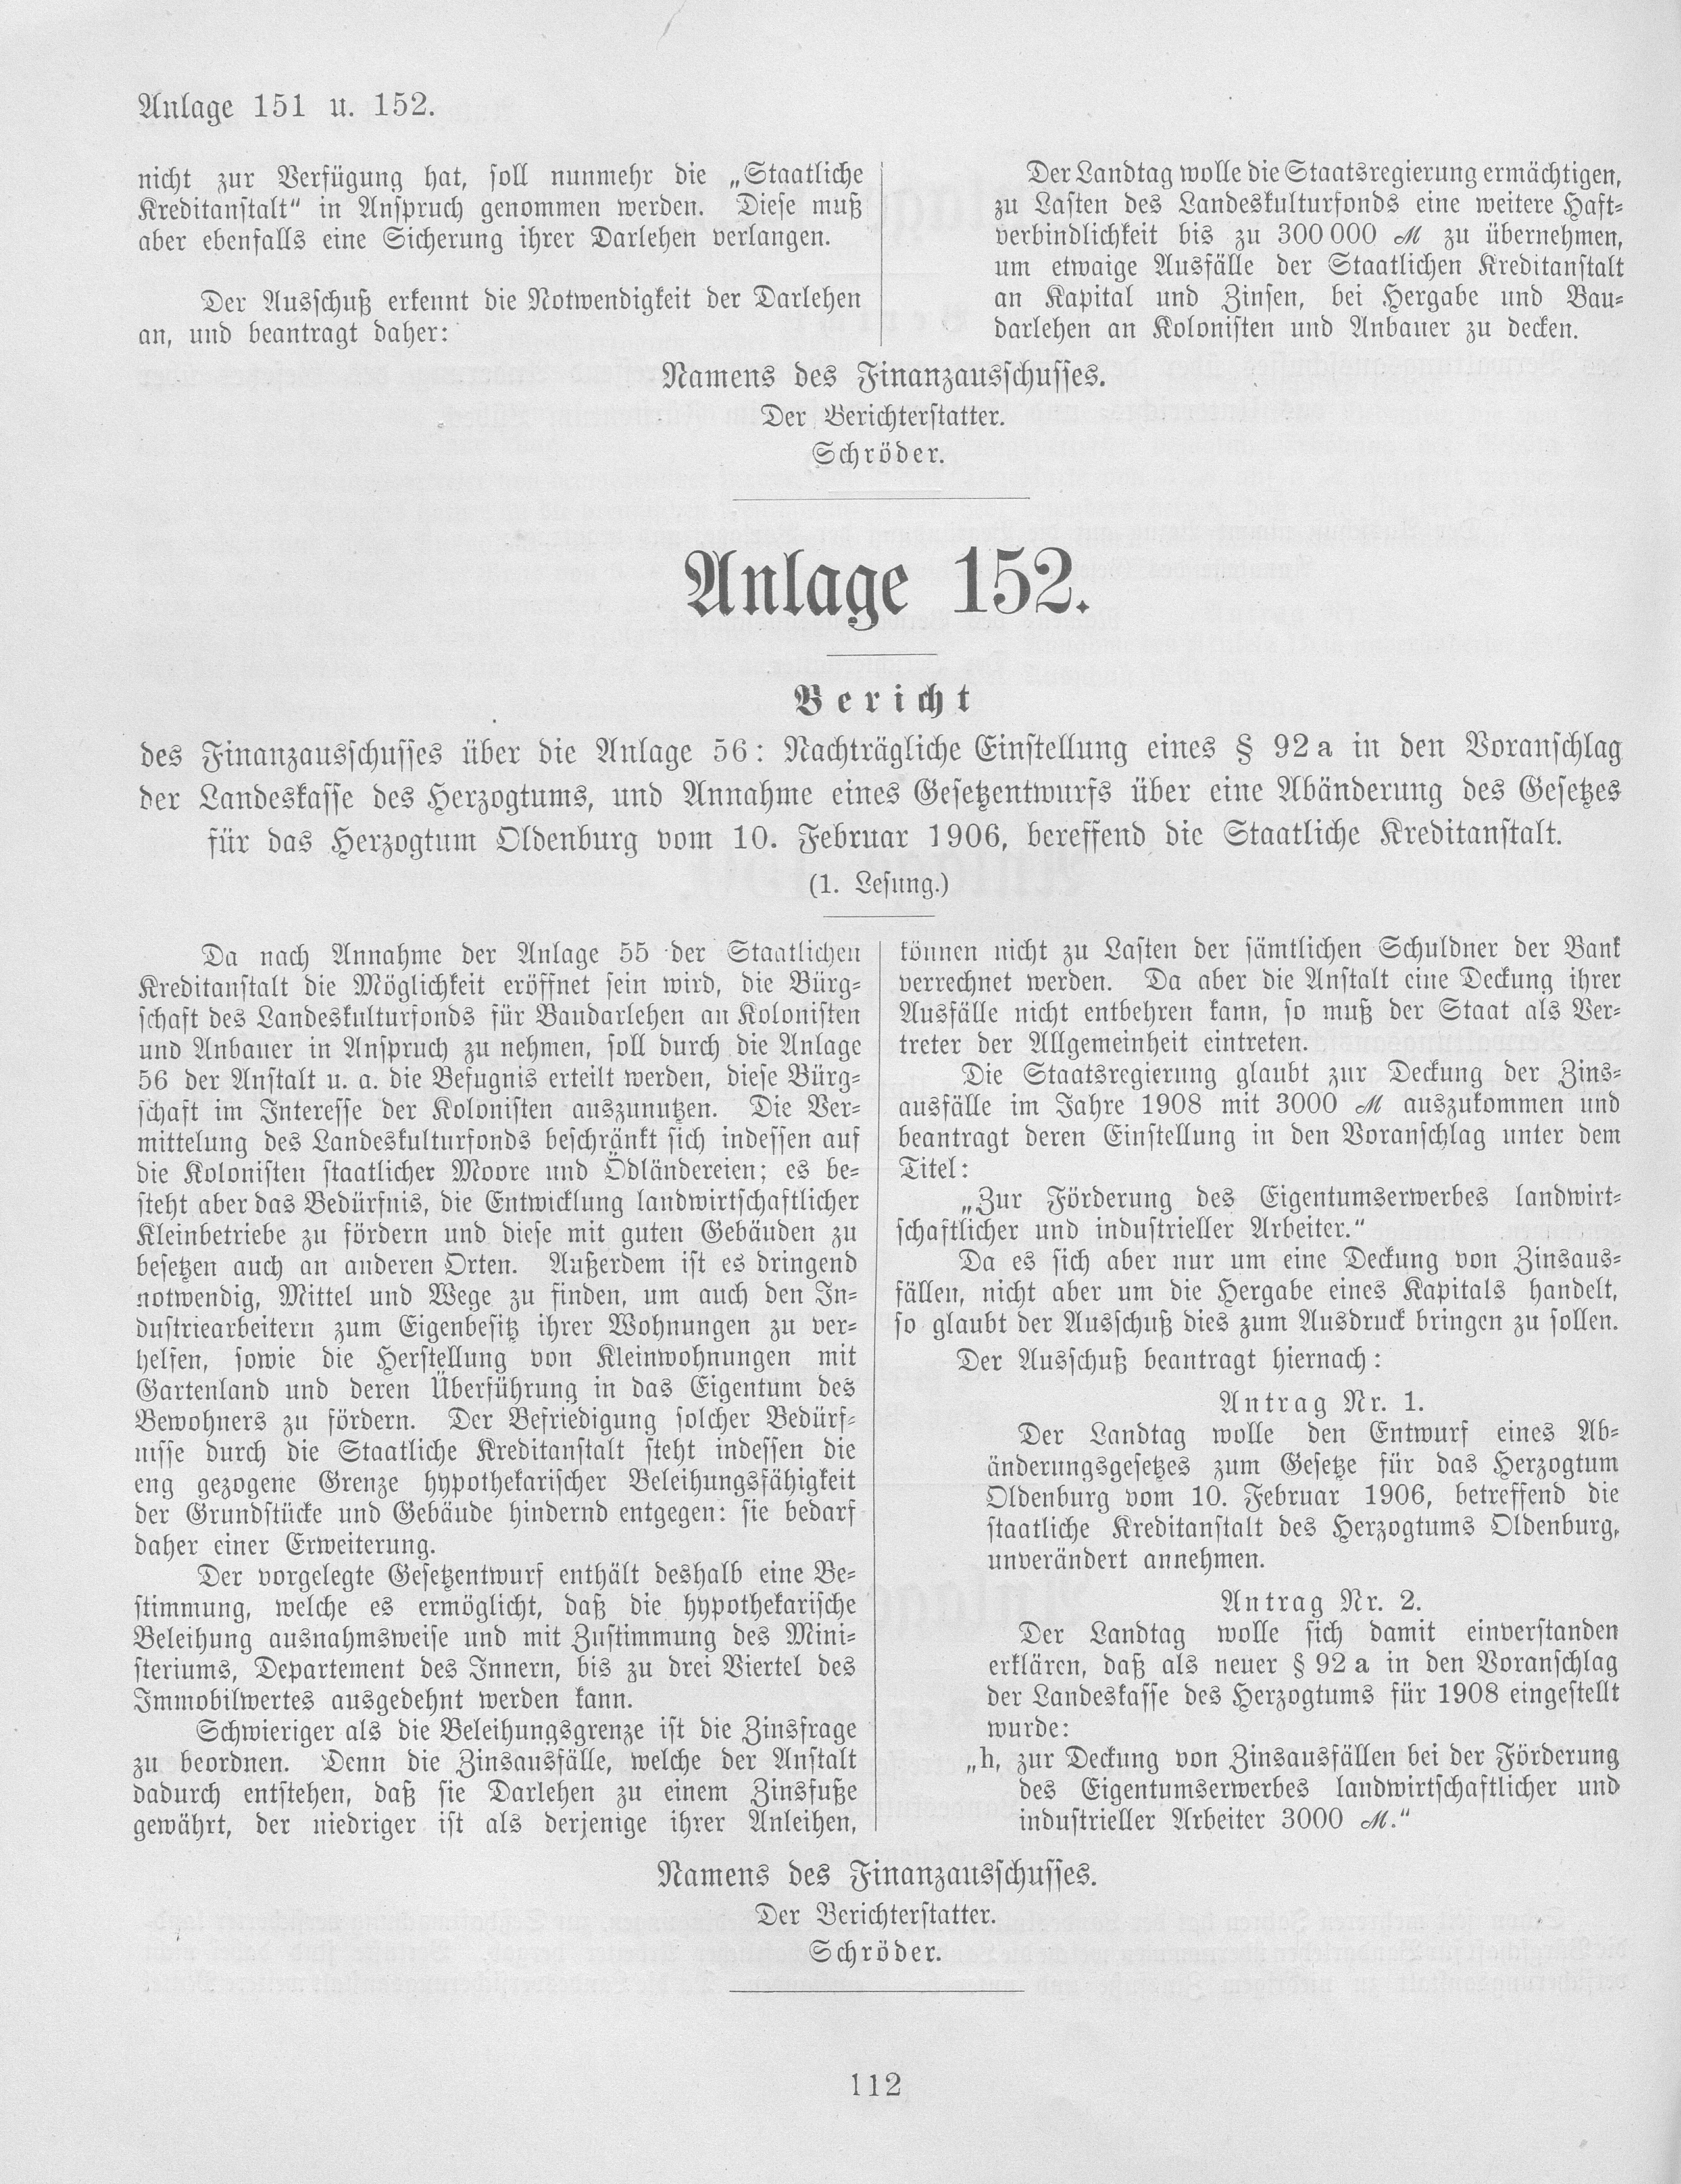 Anlage 151 u. 152.
nicht zur Verfügung hat, soll nunmehr die „Staatliche
Kreditanstalt“ in Anspruch genommen werden. Diese muß
aber ebenfalls eine Sicherung ihrer Darlehen verlangen.
Der Ausschuß erkennt die Notwendigkeit der Darlehen
an, und beantragt daher:
Der Landtag wolle die Staatsregierung ermächtigen,
zu Lasten des Landeskulturfonds eine weitere Haft-
verbindlichkeit bis zu 300 000 ℳ zu übernehmen,
um etwaige Ausfälle der Staatlichen Kreditanstalt
an Kapital und Zinsen, bei Hergabe und Bau-
darlehen an Kolonisten und Anbauer zu decken.
Namens des Finanzausschusses.
Der Berichterstatter.
Schröder.
Anlage 152.
Bericht
des Finanzausschusses über die Anlage 56: Nachträgliche Einstellung eines § 92 a in den Voranschlag
der Landeskasse des Herzogtums, und Annahme eines Gesetzentwurfs über eine Abänderung des Gesetzes
für das Herzogtum Oldenburg vom 10. Februar 1906, bereffend die Staatliche Kreditanstalt.
(1. Lesung.)
Da nach Annahme der Anlage 55 der Staatlichen
Kreditanstalt die Möglichkeit eröffnet sein wird, die Bürg-
schaft des Landeskulturfonds für Baudarlehen an Kolonisten
und Anbauer in Anspruch zu nehmen, soll durch die Anlage
56 der Anstalt u. a. die Befugnis erteilt werden, diese Bürg-
schaft im Interesse der Kolonisten auszunutzen. Die Ver-
mittelung des Landeskulturfonds beschränkt sich indessen auf
die Kolonisten staatlicher Moore und Ödländereien; es be-
steht aber das Bedürfnis, die Entwicklung landwirtschaftlicher
Kleinbetriebe zu fördern und diese mit guten Gebäuden zu
besetzen auch an anderen Orten. Außerdem ist es dringend
notwendig, Mittel und Wege zu finden, um auch den In-
dustriearbeitern zum Eigenbesitz ihrer Wohnungen zu ver-
helfen, sowie die Herstellung von Kleinwohnungen mit
Gartenland und deren Überführung in das Eigentum des
Bewohners zu fördern. Der Befriedigung solcher Bedürf-
nisse durch die Staatliche Kreditanstalt steht indessen die
eng gezogene Grenze hypothekarischer Beleihungsfähigkeit
der Grundstücke und Gebäude hindernd entgegen: sie bedarf
daher einer Erweiterung.
Der vorgelegte Gesetzentwurf enthält deshalb eine Be-
stimmung, welche es ermöglicht, daß die hypothekarische
Beleihung ausnahmsweise und mit Zustimmung des Mini-
steriums, Departement des Innern, bis zu drei Viertel des
Immobilwertes ausgedehnt werden kann.
Schwieriger als die Beleihungsgrenze ist die Zinsfrage
zu beordnen. Denn die Zinsausfälle, welche der Anstalt
dadurch entstehen, daß sie Darlehen zu einem Zinsfuße
gewährt, der niedriger ist als derjenige ihrer Anleihen,
können nicht zu Lasten der sämtlichen Schuldner der Bank
verrechnet werden. Da aber die Anstalt eine Deckung ihrer
Ausfälle nicht entbehren kann, so muß der Staat als Ver-
treter der Allgemeinheit eintreten.
Die Staatsregierung glaubt zur Deckung der Zins-
ausfälle im Jahre 1908 mit 3000 ℳ auszukommen und
beantragt deren Einstellung in den Voranschlag unter dem
Titel:
„Zur Förderung des Eigentumserwerbes landwirt-
schaftlicher und industrieller Arbeiter.“
Da es sich aber nur um eine Deckung von Zinsaus-
fällen, nicht aber um die Hergabe eines Kapitals handelt,
so glaubt der Ausschuß dies zum Ausdruck bringen zu sollen.
Der Ausschuß beantragt hiernach:
Antrag Nr. 1.
Der Landtag wolle den Entwurf eines Ab-
änderungsgesetzes zum Gesetze für das Herzogtum
Oldenburg vom 10. Februar 1906, betreffend die
staatliche Kreditanstalt des Herzogtums Oldenburg,
unverändert annehmen.
Antrag Nr. 2.
Der Landtag wolle sich damit einverstanden
erklären, daß als neuer § 92 a in den Voranschlag
der Landeskasse des Herzogtums für 1908 eingestellt
wurde:
„h, zur Deckung von Zinsausfällen bei der Förderung
des Eigentumserwerbes landwirtschaftlicher und
industrieller Arbeiter 3000 ℳ.“
Namens des Finanzausschusses.
Der Berichterstatter.
Schröder.
112